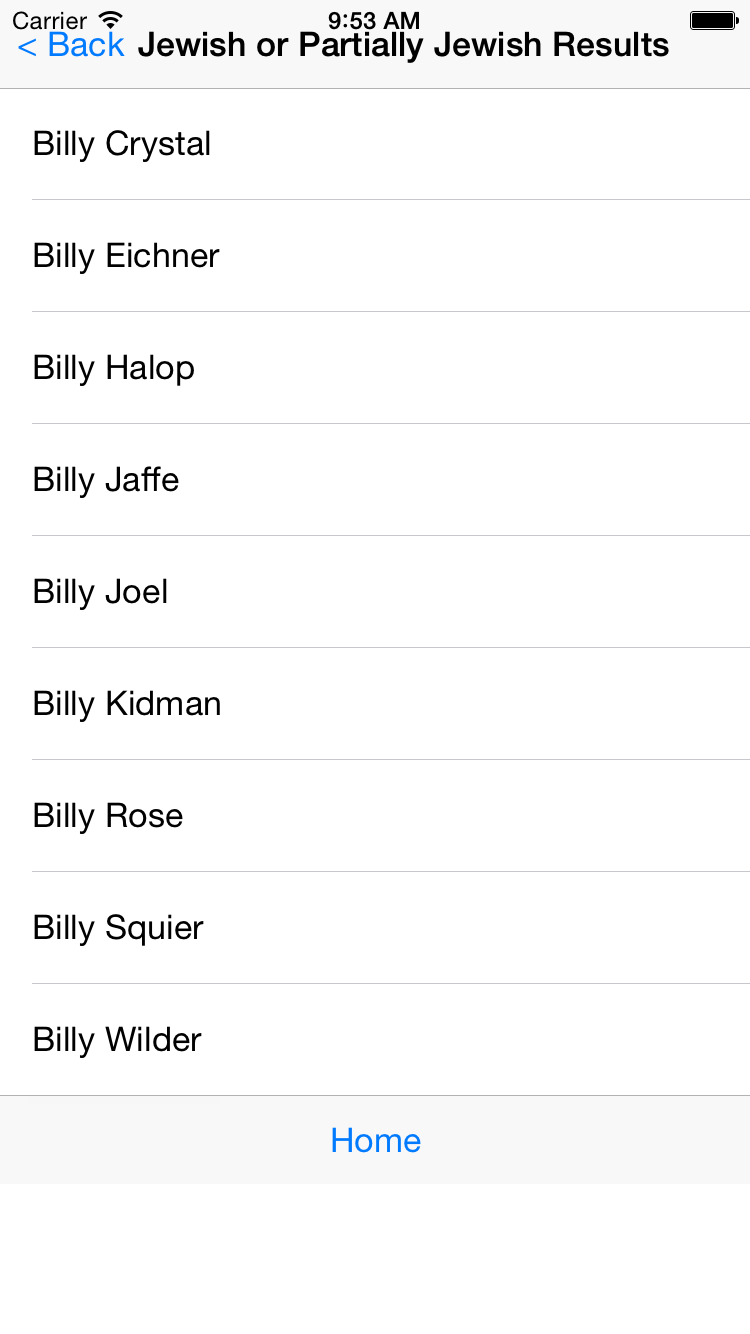 Carrier 9:53 AM
< Back Jewish or Partially Jewish Results
Billy Crystal
Billy Eichner
Billy Halop
Billy Jaffe
Billy Joel
Billy Kidman
Billy Rose
Billy Squier
Billy Wilder
Home